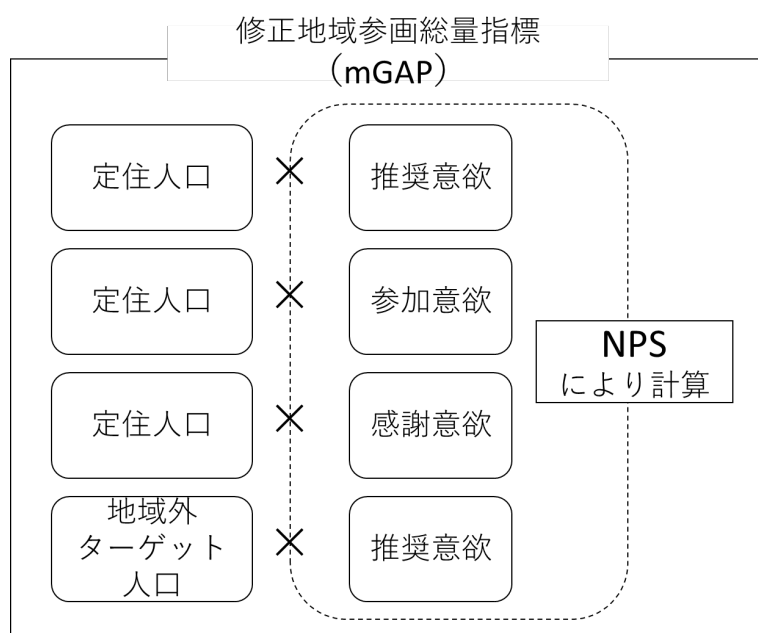 修正地域参画総量指標
（mGAP）
定住人口 × 推奨意欲
定住人口 × 参加意欲
NPS
により計算
定住人口 × 感謝意欲
地域外
ターゲット
人口
× 推奨意欲